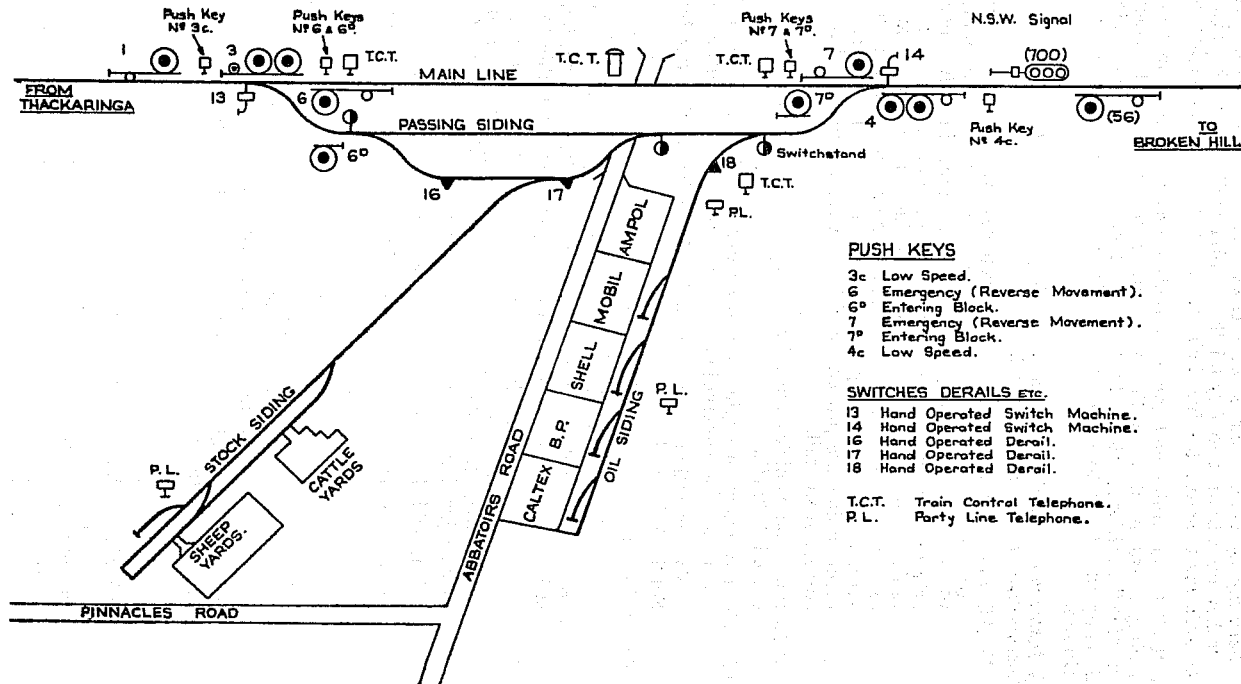 Push Key
Nº 3c.
Push Keys
Nº 6 & 6ᴰ
Push Keys
Nº 7 & 7ᴰ.
N.S.W. Signal
1
3
T.C.T.
T.C.T.
T.C.T.
7
14
(700)
MAIN LINE
FROM
THACKARINGA
13
6
7ᴰ
4
(56)
Push Key
Nº 4c.
TO
BROKEN HILL
PASSING SIDING
6ᴰ
Switchstand
16
17
18
T.C.T.
P.L.
AMPOL
MOBIL
SHELL
B.P.
CALTEX
OIL SIDING
P.L.
ABBATOIRS ROAD
STOCK SIDING
P.L.
CATTLE
YARDS
SHEEP
YARDS.
PINNACLES ROAD
PUSH KEYS
3c Low Speed.
6 Emergency (Reverse Movement).
6ᴰ Entering Block.
7 Emergency (Reverse Movement).
7ᴰ Entering Block.
4c Low Speed.
SWITCHES DERAILS ETC.
13 Hand Operated Switch Machine.
14 Hand Operated Switch Machine.
16 Hand Operated Derail.
17 Hand Operated Derail.
18 Hand Operated Derail.
T.C.T. Train Control Telephone.
P.L. Party Line Telephone.